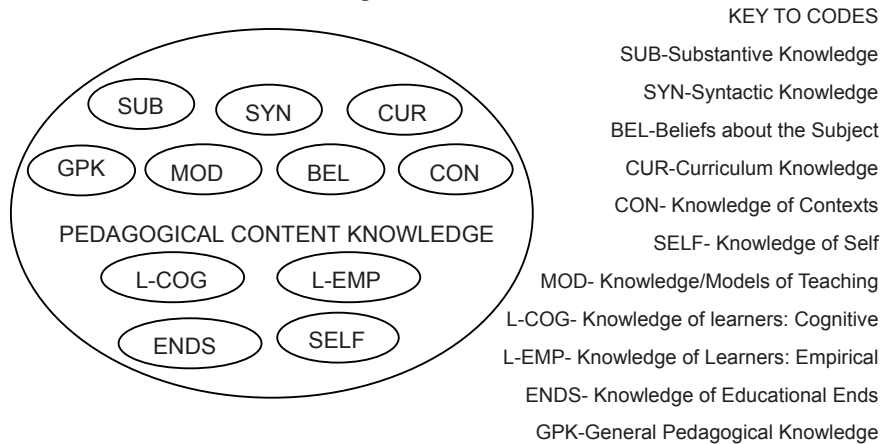 KEY TO CODES
SUB-Substantive Knowledge
SYN-Syntactic Knowledge
BEL-Beliefs about the Subject
CUR-Curriculum Knowledge
CON- Knowledge of Contexts
SELF- Knowledge of Self
MOD- Knowledge/Models of Teaching
L-COG- Knowledge of learners: Cognitive
L-EMP- Knowledge of Learners: Empirical
ENDS- Knowledge of Educational Ends
GPK-General Pedagogical Knowledge
SUB SYN CUR
GPK MOD BEL CON
PEDAGOGICAL CONTENT KNOWLEDGE
L-COG L-EMP
ENDS SELF